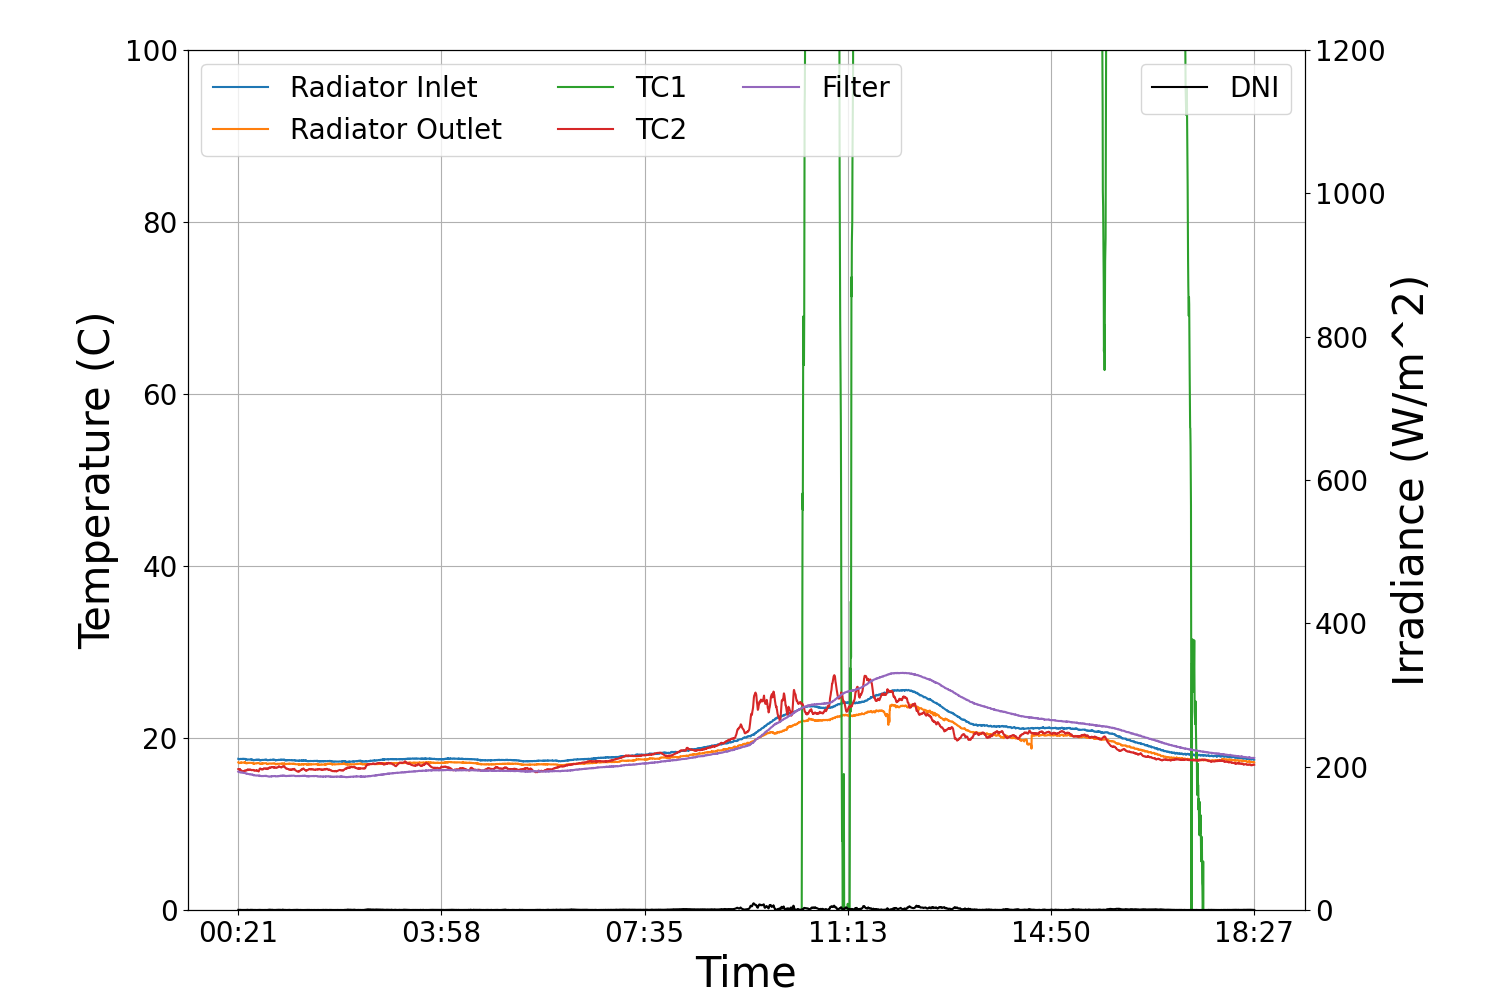 Radiator Inlet
Radiator Outlet
TC1
TC2
Filter
DNI
Temperature (C)
100
80
60
40
20
0
Irradiance (W/m^2)
1200
1000
800
600
400
200
0
00:21 03:58 07:35 11:13 14:50 18:27
Time